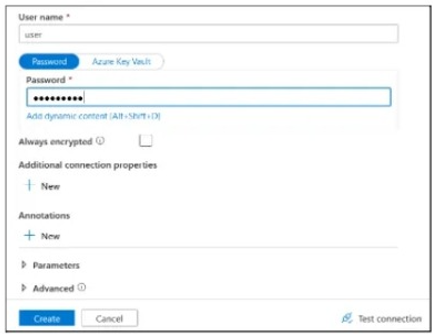 User name *
user
Password Azure Key Vault
Password *
•••••••••
Add dynamic content [Alt+Shift+D]
Always encrypted
Additional connection properties
+ New
Annotations
+ New
Parameters
Advanced
Create Cancel Test connection